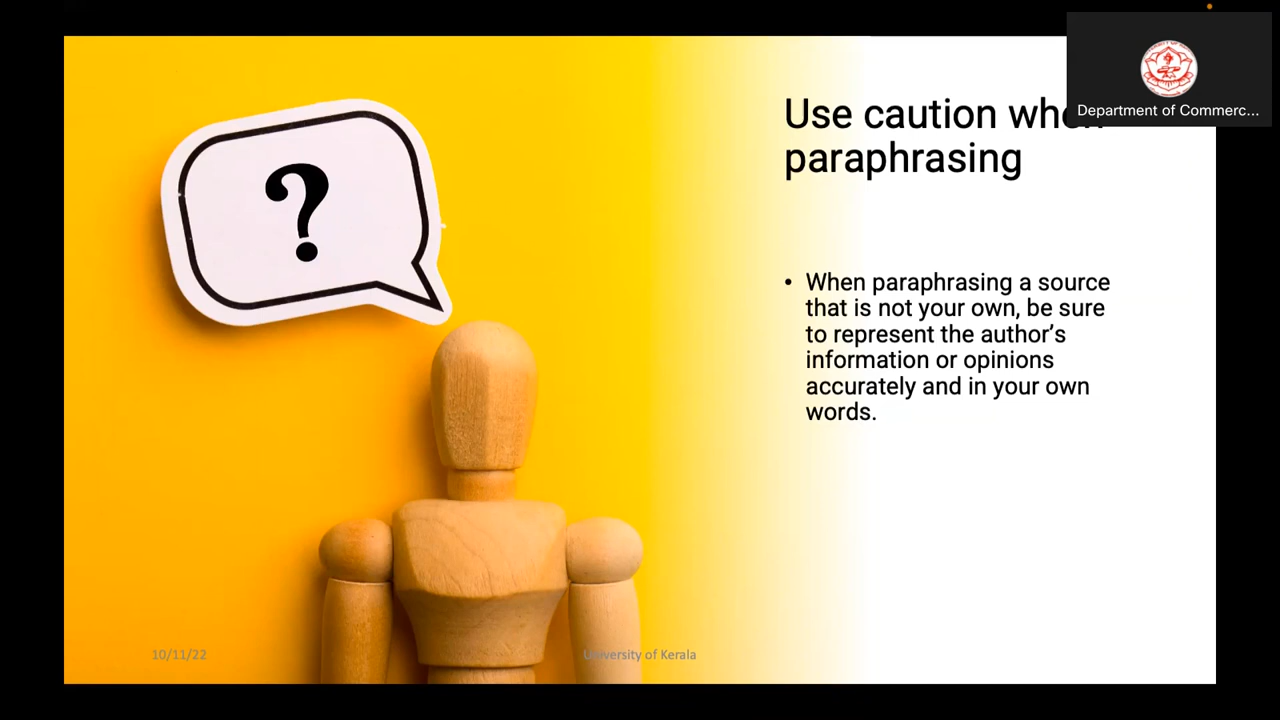 Department of Commerc...
Use caution when
paraphrasing
?
• When paraphrasing a source
that is not your own, be sure
to represent the author’s
information or opinions
accurately and in your own
words.
10/11/22
University of Kerala